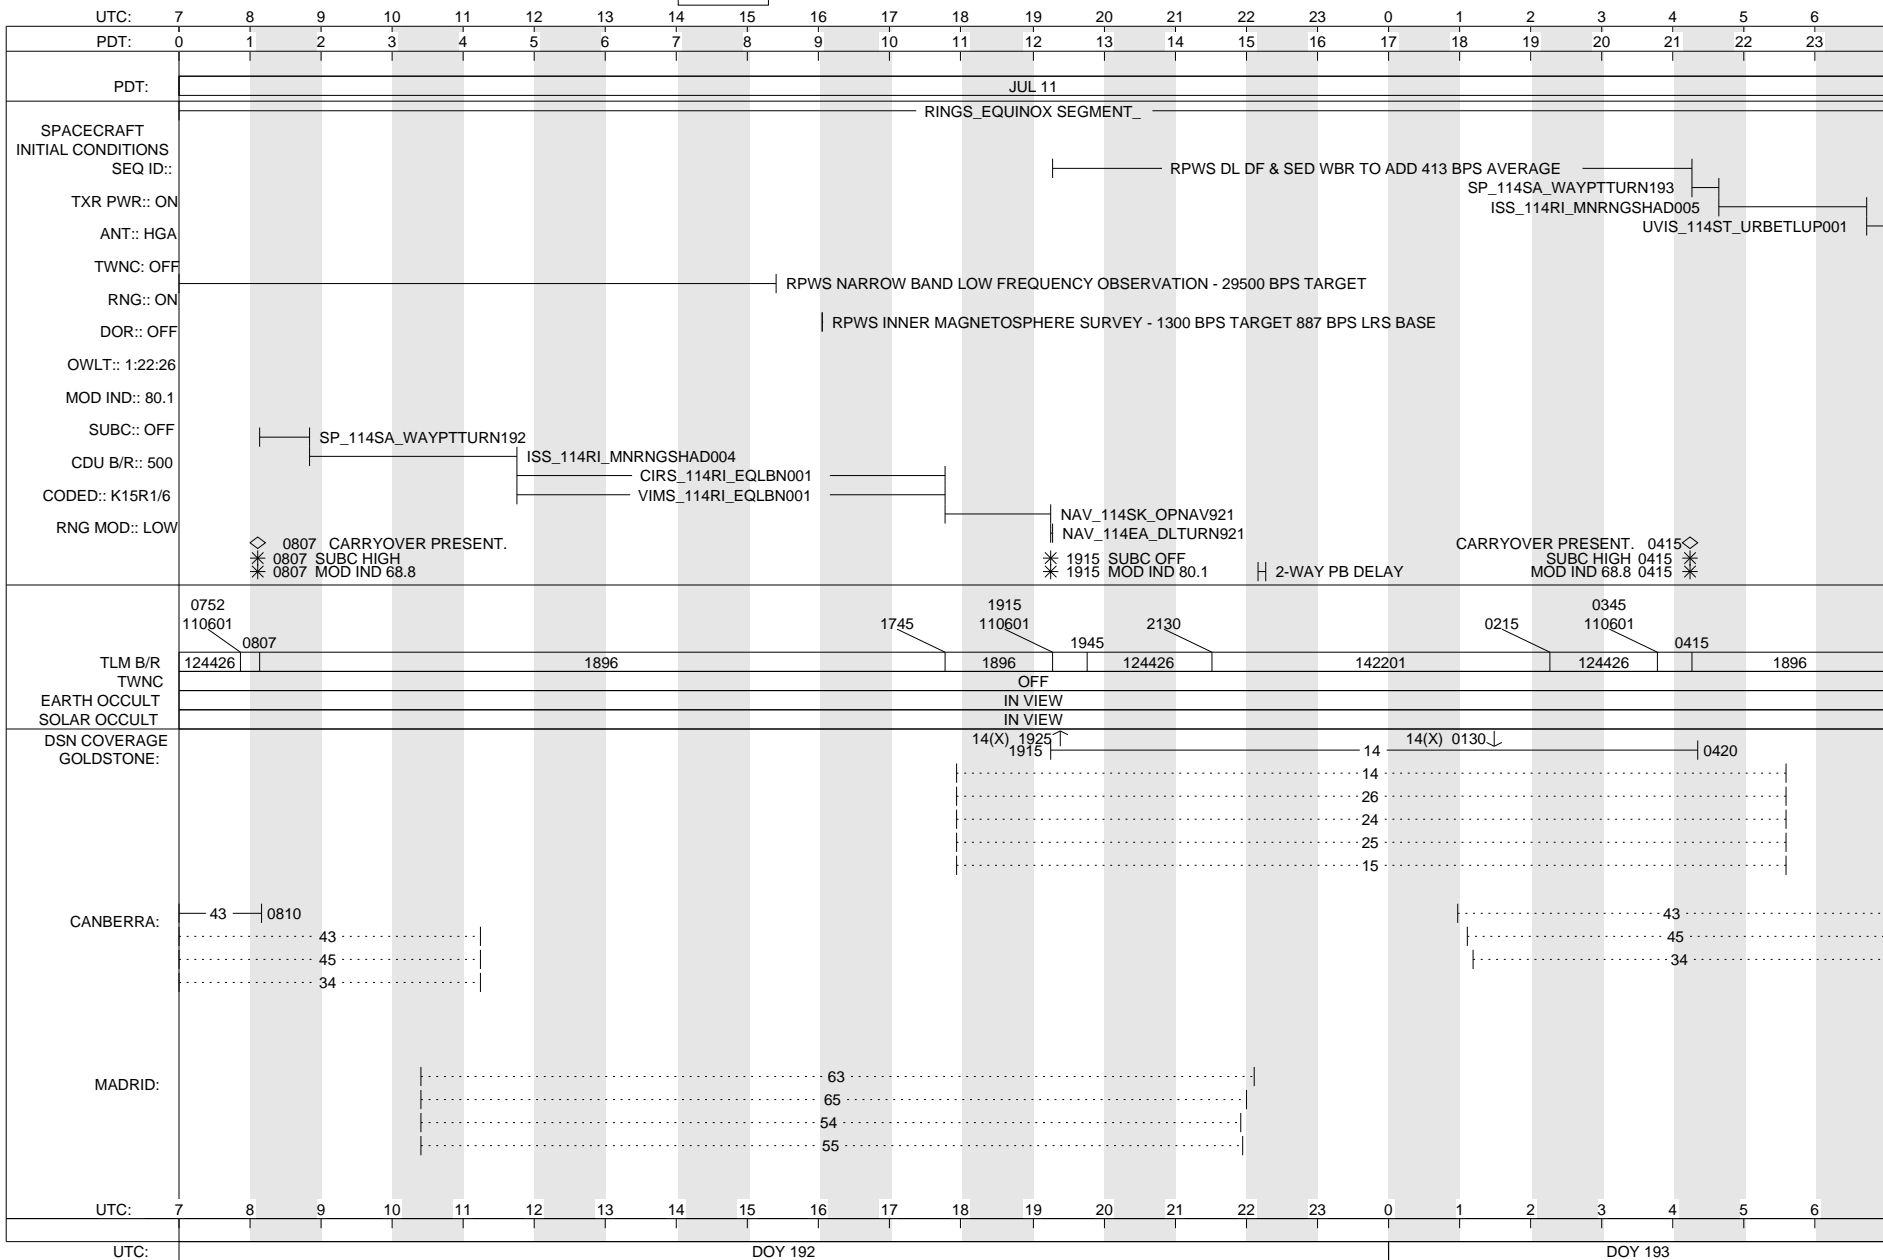 UTC: 7 8 9 10 11 12 13 14 15 16 17 18 19 20 21 22 23 0 1 2 3 4 5 6
PDT: 0 1 2 3 4 5 6 7 8 9 10 11 12 13 14 15 16 17 18 19 20 21 22 23
PDT: JUL 11
RINGS_EQUINOX SEGMENT_
SPACECRAFT
INITIAL CONDITIONS
SEQ ID::
RPWS DL DF & SED WBR TO ADD 413 BPS AVERAGE
SP_114SA_WAYPTTURN193
TXR PWR:: ON
ISS_114RI_MNRNGSHAD005
UVIS_114ST_URBETLUP001
ANT:: HGA
TWNC: OFF
RPWS NARROW BAND LOW FREQUENCY OBSERVATION - 29500 BPS TARGET
RNG:: ON
RPWS INNER MAGNETOSPHERE SURVEY - 1300 BPS TARGET 887 BPS LRS BASE
DOR:: OFF
OWLT:: 1:22:26
MOD IND:: 80.1
SUBC:: OFF
SP_114SA_WAYPTTURN192
ISS_114RI_MNRNGSHAD004
CDU B/R:: 500
CIRS_114RI_EQLBN001
CODED:: K15R1/6
VIMS_114RI_EQLBN001
NAV_114SK_OPNAV921
RNG MOD:: LOW
NAV_114EA_DLTURN921
0807 CARRYOVER PRESENT. CARRYOVER PRESENT. 0415
0807 SUBC HIGH 1915 SUBC OFF SUBC HIGH 0415
0807 MOD IND 68.8 1915 MOD IND 80.1 2-WAY PB DELAY MOD IND 68.8 0415
0752 1915 0345
110601 1745 110601 2130 0215 110601
0807 1945 0415
TLM B/R 124426 1896 1896 124426 142201 124426 1896
TWNC OFF
EARTH OCCULT IN VIEW
SOLAR OCCULT IN VIEW
DSN COVERAGE 14(X) 1925 14(X) 0130
GOLDSTONE: 1915 14 0420
14
26
24
25
15
CANBERRA: 43 0810 43
43 45
45 34
34
MADRID: 63
65
54
55
UTC: 7 8 9 10 11 12 13 14 15 16 17 18 19 20 21 22 23 0 1 2 3 4 5 6
UTC: DOY 192 DOY 193